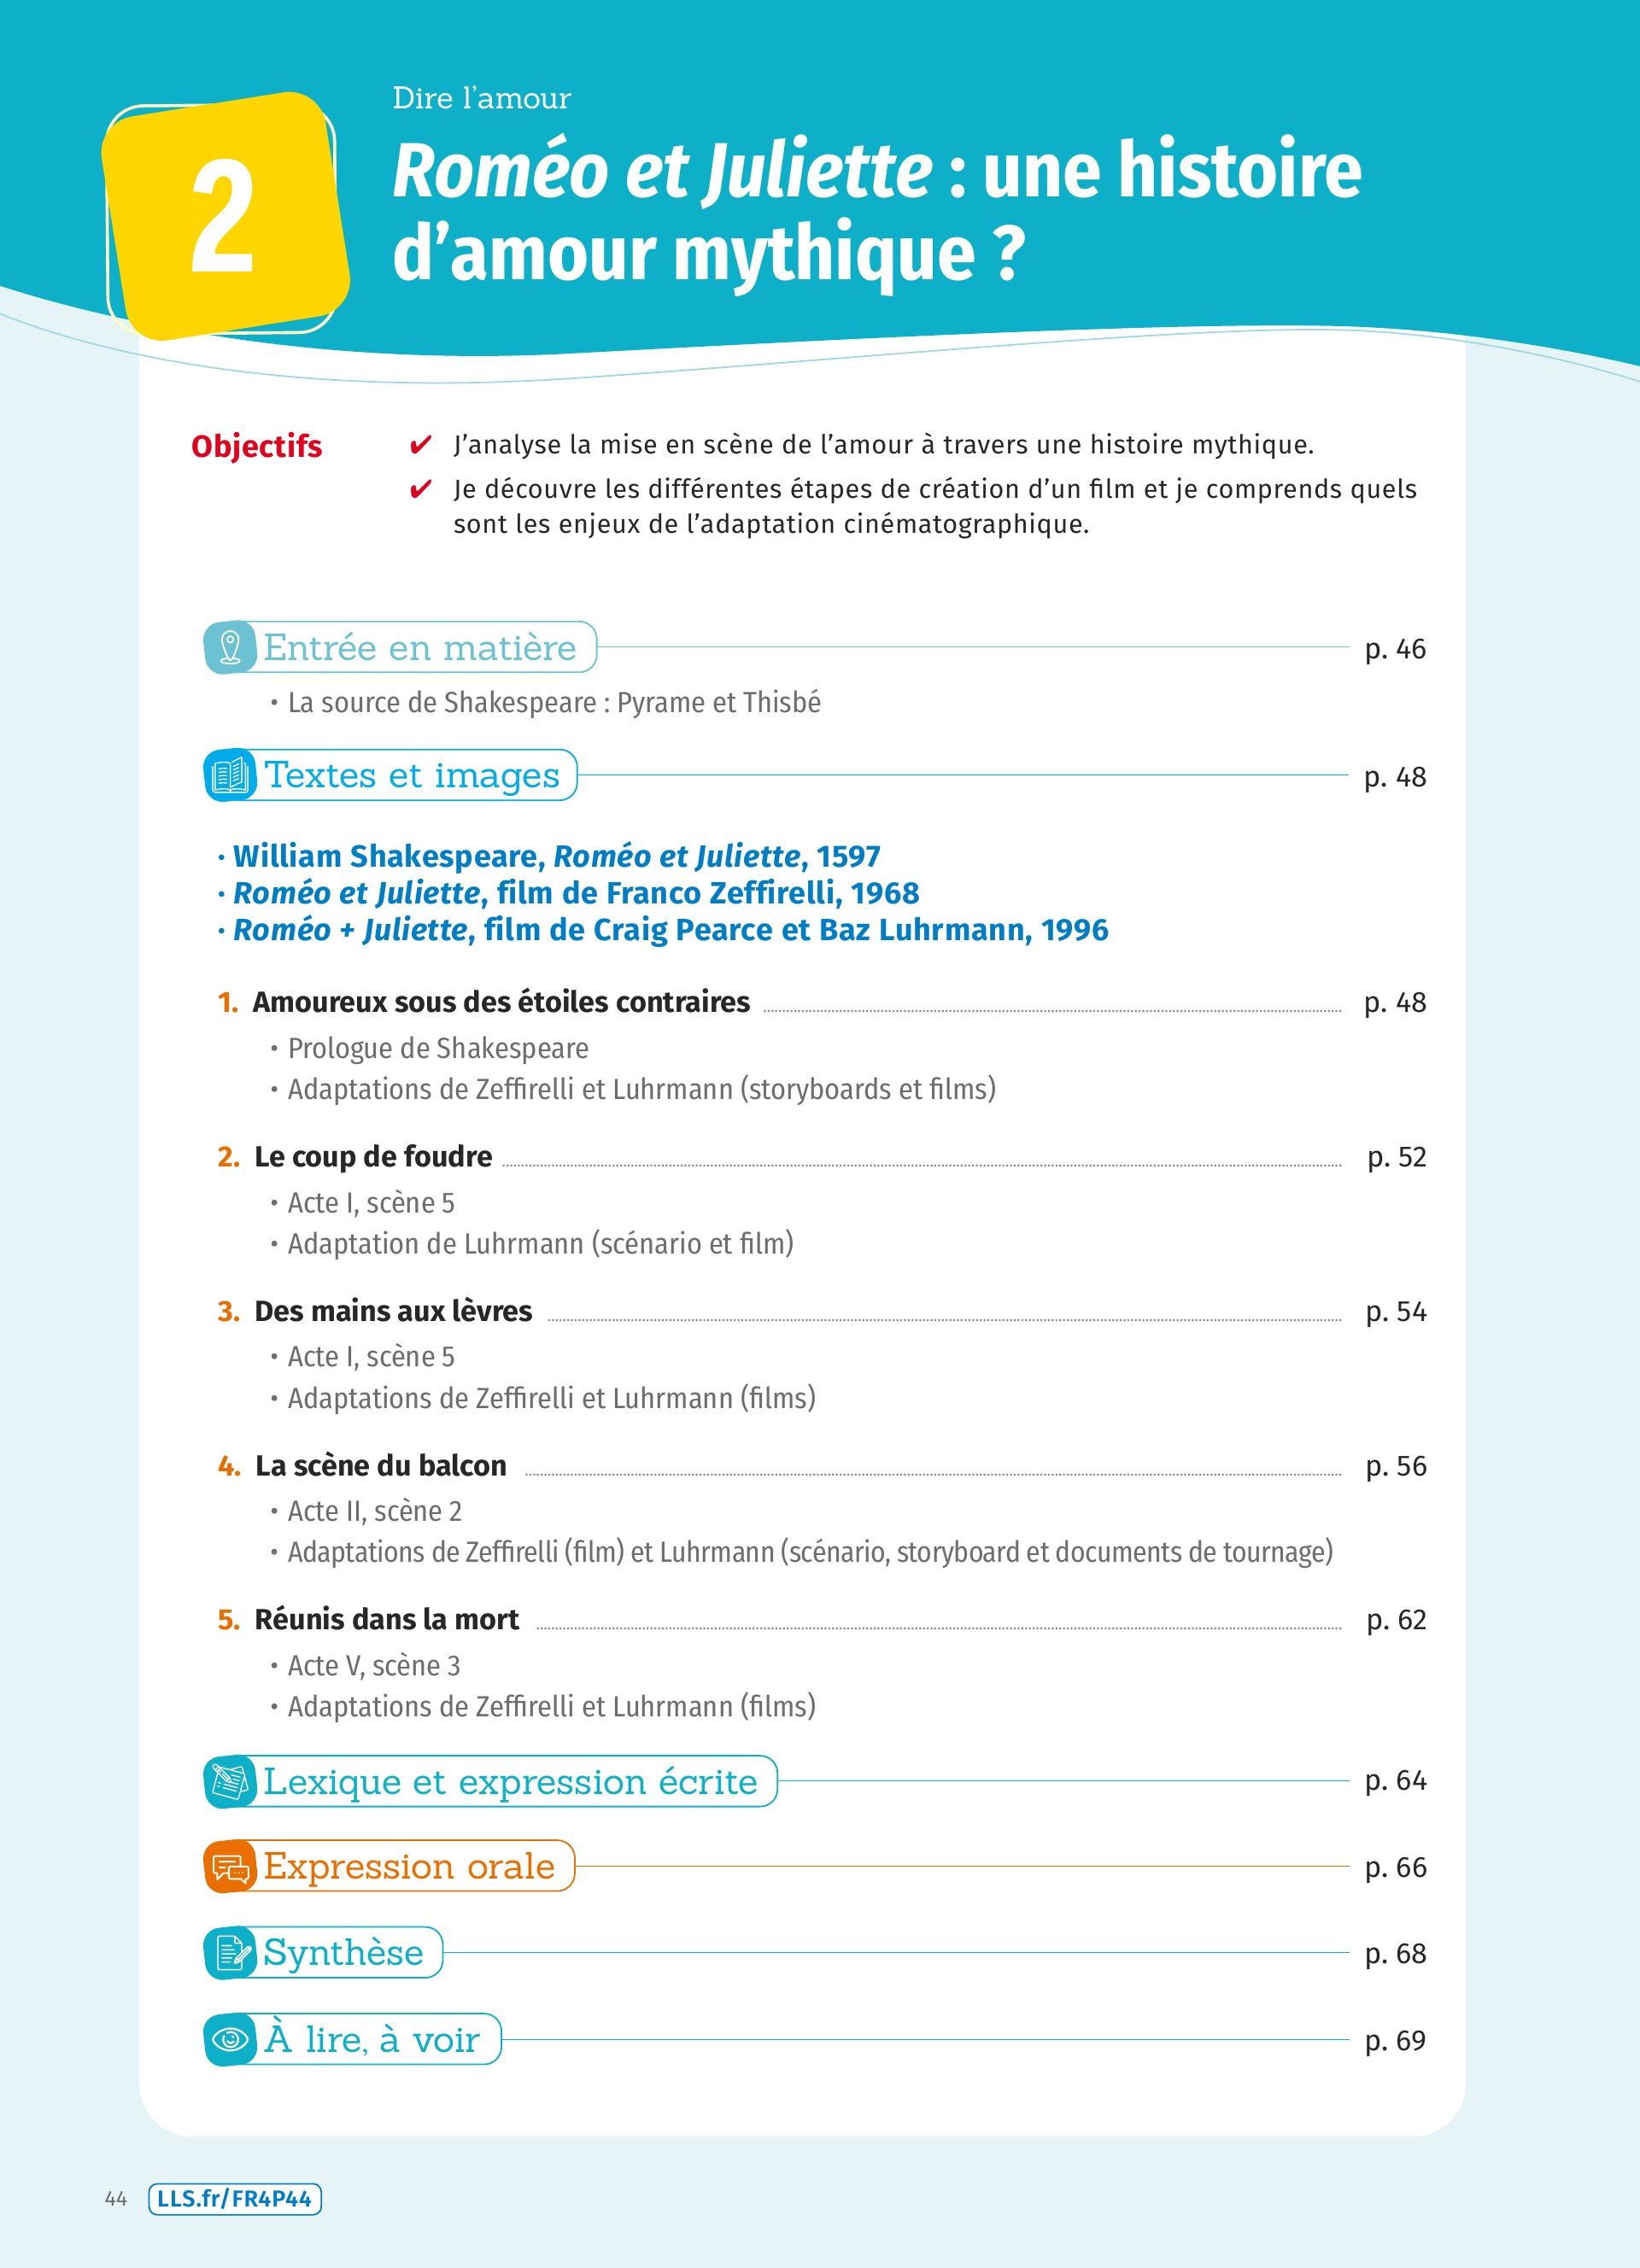 Dire l'amour
2
Roméo et Juliette : une histoire
d'amour mythique ?
Objectifs
✔ J'analyse la mise en scène de l'amour à travers une histoire mythique.
✔ Je découvre les différentes étapes de création d'un film et je comprends quels
sont les enjeux de l'adaptation cinématographique.
Entrée en matière p. 46
• La source de Shakespeare : Pyrame et Thisbé
Textes et images p. 48
· William Shakespeare, Roméo et Juliette, 1597
· Roméo et Juliette, film de Franco Zeffirelli, 1968
· Roméo + Juliette, film de Craig Pearce et Baz Luhrmann, 1996
1. Amoureux sous des étoiles contraires p. 48
• Prologue de Shakespeare
• Adaptations de Zeffirelli et Luhrmann (storyboards et films)
2. Le coup de foudre p. 52
• Acte I, scène 5
• Adaptation de Luhrmann (scénario et film)
3. Des mains aux lèvres p. 54
• Acte I, scène 5
• Adaptations de Zeffirelli et Luhrmann (films)
4. La scène du balcon p. 56
• Acte II, scène 2
• Adaptations de Zeffirelli (film) et Luhrmann (scénario, storyboard et documents de tournage)
5. Réunis dans la mort p. 62
• Acte V, scène 3
• Adaptations de Zeffirelli et Luhrmann (films)
Lexique et expression écrite p. 64
Expression orale p. 66
Synthèse p. 68
À lire, à voir p. 69
44 LLS.fr/FR4P44